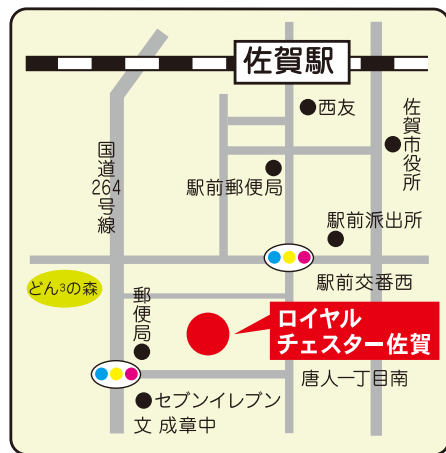 佐賀駅
西友
佐賀市役所
国道264号線
駅前郵便局
駅前派出所
駅前交番西
どん3の森
郵便局
ロイヤル
チェスター佐賀
唐人一丁目南
セブンイレブン
文 成章中